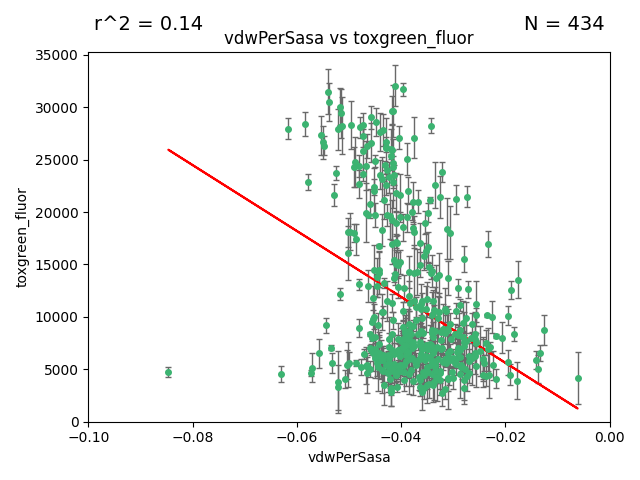 r^2 = 0.14
N = 434
vdwPerSasa vs toxgreen_fluor
35000
30000
25000
20000
15000
10000
5000
0
toxgreen_fluor
−0.10
−0.08
−0.06
−0.04
−0.02
0.00
vdwPerSasa